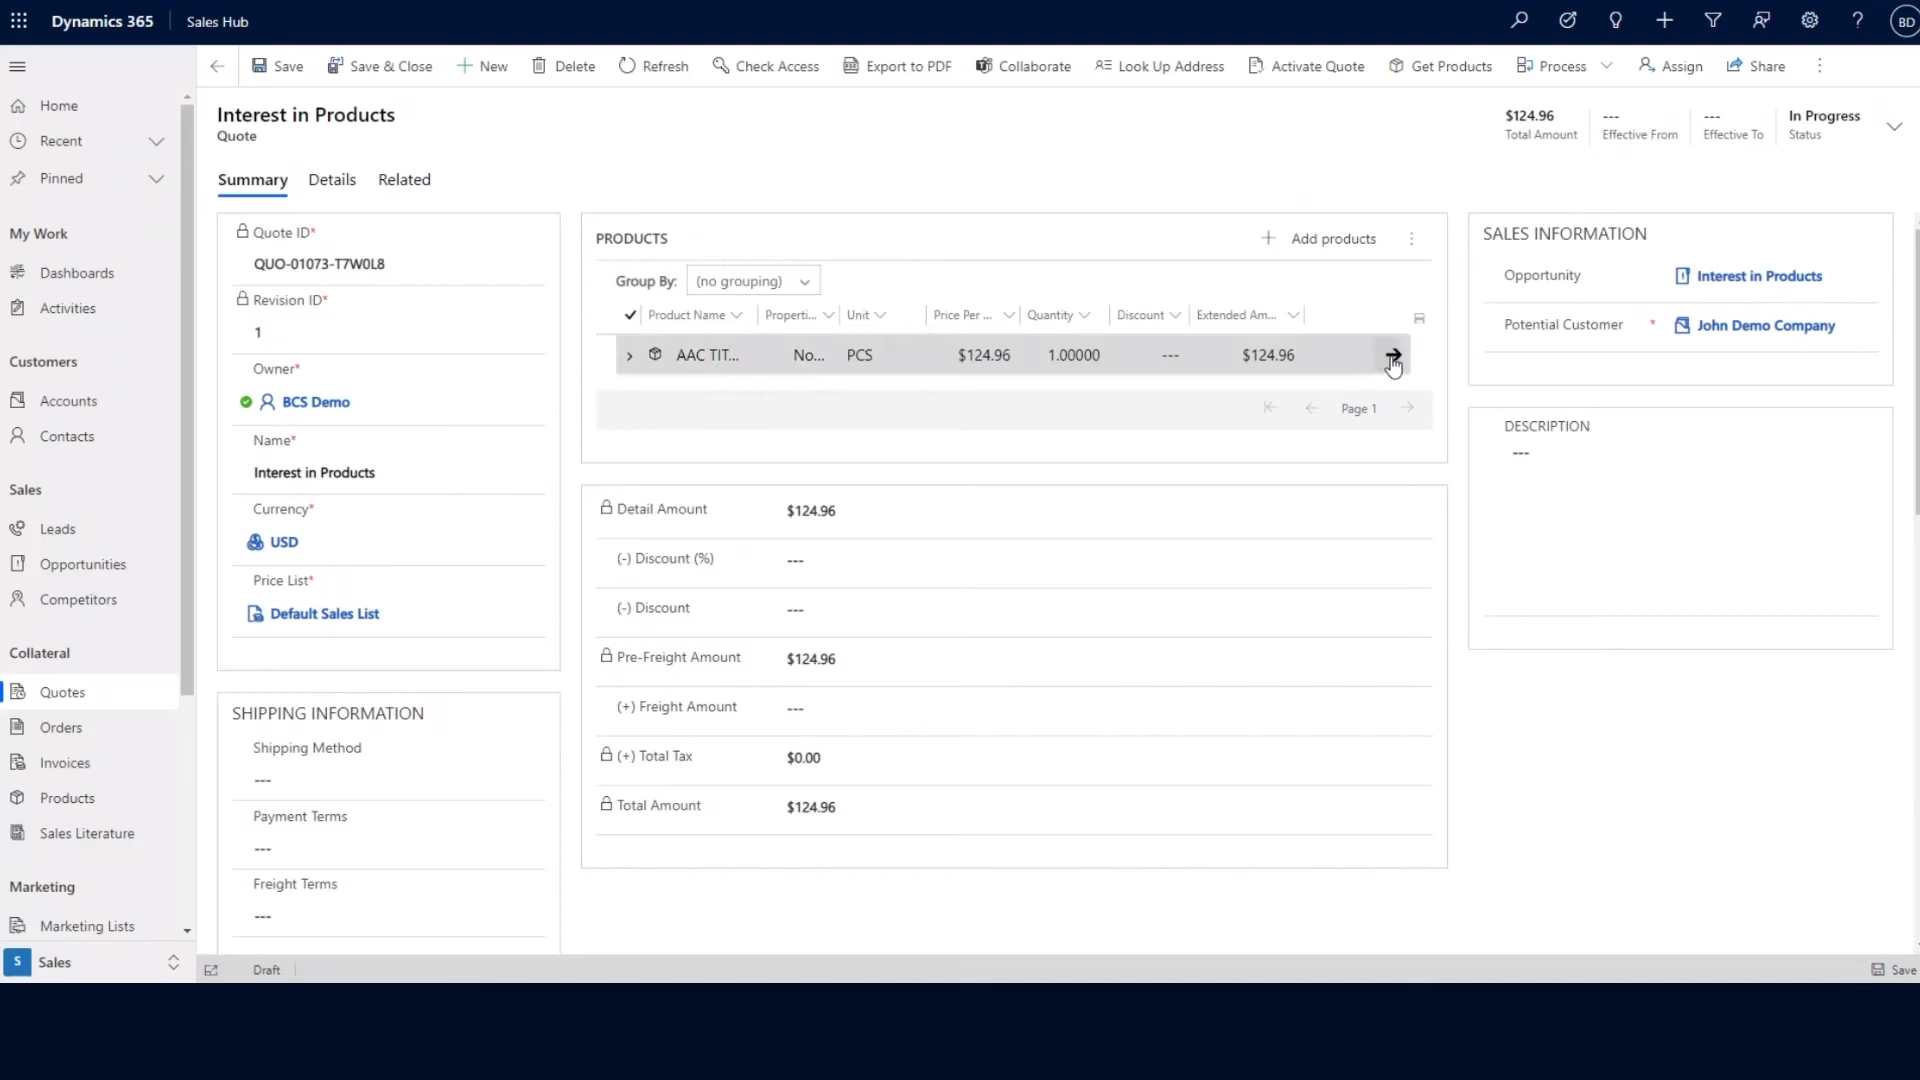 Dynamics 365 Sales Hub BD
Save Save & Close New Delete Refresh Check Access Export to PDF Collaborate Look Up Address Activate Quote Get Products Process Assign Share
Home
Recent
Pinned
My Work
Dashboards
Activities
Customers
Accounts
Contacts
Sales
Leads
Opportunities
Competitors
Collateral
Quotes
Orders
Invoices
Products
Sales Literature
Marketing
Marketing Lists
S Sales
Interest in Products
Quote
$124.96 --- --- In Progress
Total Amount Effective From Effective To Status
Summary Details Related
Quote ID*
QUO-01073-T7W0L8
Revision ID*
1
Owner*
BCS Demo
Name*
Interest in Products
Currency*
USD
Price List*
Default Sales List
SHIPPING INFORMATION
Shipping Method
---
Payment Terms
---
Freight Terms
---
PRODUCTS + Add products
Group By: (no grouping)
Product Name Properti... Unit Price Per ... Quantity Discount Extended Am...
AAC TIT... No... PCS $124.96 1.00000 --- $124.96
Page 1
Detail Amount $124.96
(-) Discount (%) ---
(-) Discount ---
Pre-Freight Amount $124.96
(+) Freight Amount ---
(+) Total Tax $0.00
Total Amount $124.96
SALES INFORMATION
Opportunity Interest in Products
Potential Customer * John Demo Company
DESCRIPTION
---
Draft Save